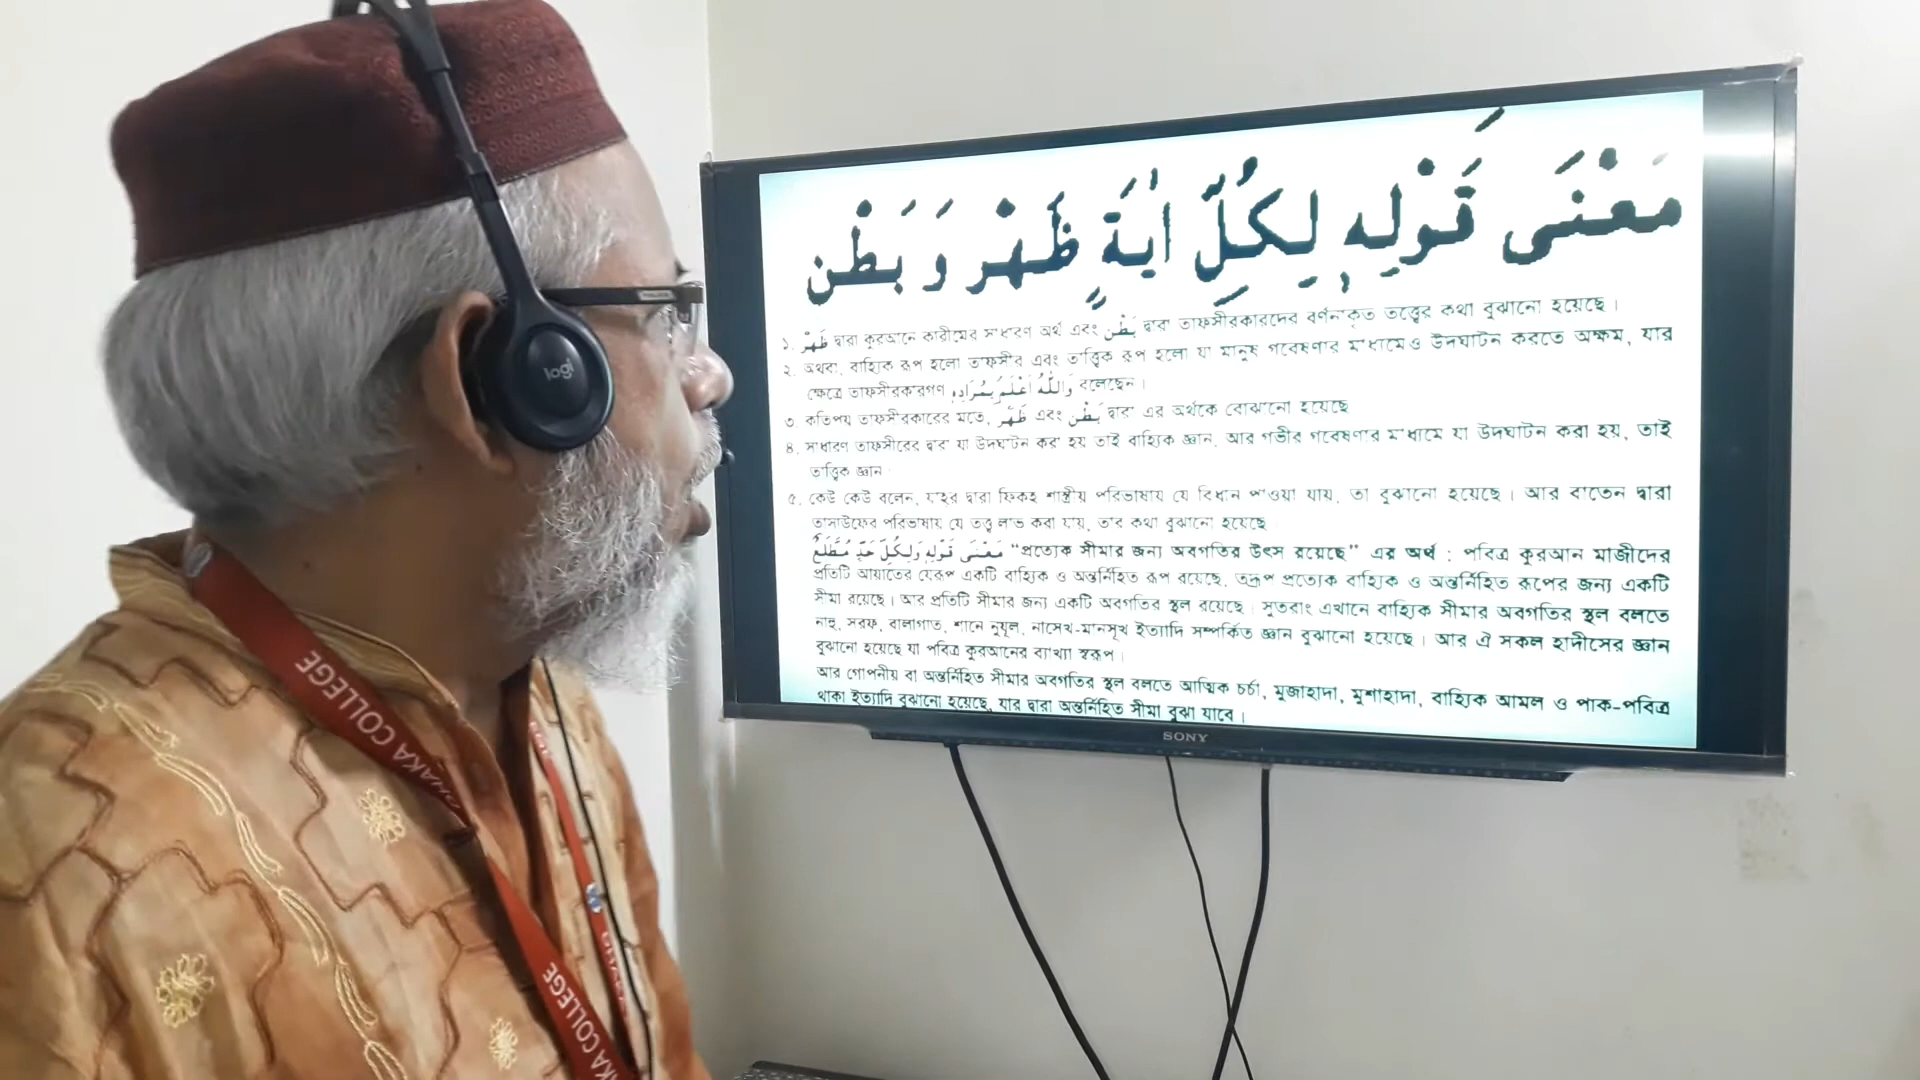 مَعْنَى قَوْلِهٖ لِكُلِّ اٰيَةٍ ظَهْر وَ بَطْن
১. ظَهْر দ্বারা কুরআনে কারীমের সাধারণ অর্থ এবং بَطْن দ্বারা তাফসীরকারদের বর্ণনাকৃত তত্ত্বের কথা বুঝানো হয়েছে।
২. অথবা, বাহ্যিক রূপ হলো তাফসীর এবং তাত্ত্বিক রূপ হলো যা মানুষ গবেষণার মাধ্যমেও উদঘাটন করতে অক্ষম, যার
ক্ষেত্রে তাফসীরকারগণ وَاللّٰهُ اَعْلَمُ بِمُرَادِهٖ বলেছেন।
৩. কতিপয় তাফসীরকারের মতে, ظَهْر এবং بَطْن দ্বারা এর অর্থকে বোঝানো হয়েছে
৪. সাধারণ তাফসীরের দ্বারা যা উদঘাটন করা হয় তাই বাহ্যিক জ্ঞান, আর গভীর গবেষণার মাধ্যমে যা উদঘাটন করা হয়, তাই
তাত্ত্বিক জ্ঞান
৫. কেউ কেউ বলেন, যাহর দ্বারা ফিকহ শাস্ত্রীয় পরিভাষায় যে বিধান পাওয়া যায়, তা বুঝানো হয়েছে। আর বাতেন দ্বারা
তাসাউফের পরিভাষায় যে তত্ত্ব লাভ করা যায়, তার কথা বুঝানো হয়েছে
مَعْنَى قَوْلِهٖ وَلِكُلِّ حَدٍّ مُطَّلَعٌ "প্রত্যেক সীমার জন্য অবগতির উৎস রয়েছে" এর অর্থ : পবিত্র কুরআন মাজীদের
প্রতিটি আয়াতের যেরূপ একটি বাহ্যিক ও অন্তর্নিহিত রূপ রয়েছে, তদ্রূপ প্রত্যেক বাহ্যিক ও অন্তর্নিহিত রূপের জন্য একটি
সীমা রয়েছে। আর প্রতিটি সীমার জন্য একটি অবগতির স্থল রয়েছে। সুতরাং এখানে বাহ্যিক সীমার অবগতির স্থল বলতে
নাহু, সরফ, বালাগাত, শানে নুযূল, নাসেখ-মানসূখ ইত্যাদি সম্পর্কিত জ্ঞান বুঝানো হয়েছে। আর ঐ সকল হাদীসের জ্ঞান
বুঝানো হয়েছে যা পবিত্র কুরআনের ব্যাখ্যা স্বরূপ।
আর গোপনীয় বা অন্তর্নিহিত সীমার অবগতির স্থল বলতে আত্মিক চর্চা, মুজাহাদা, মুশাহাদা, বাহ্যিক আমল ও পাক-পবিত্র
থাকা ইত্যাদি বুঝানো হয়েছে, যার দ্বারা অন্তর্নিহিত সীমা বুঝা যাবে।
SONY
logi
DHAKA COLLEGE
KA COLLEGE